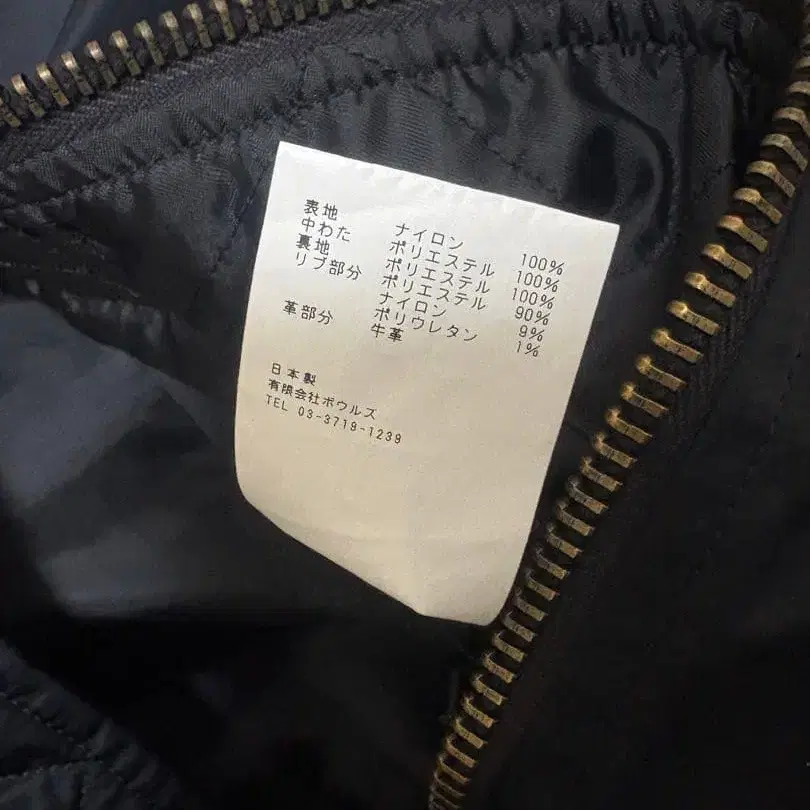 表地 ナイロン 100%
中わた ポリエステル 100%
裏地 ポリエステル 100%
リブ部分 ポリエステル 90%
ナイロン 9%
ポリウレタン 1%
革部分 牛革
日本製
有限会社ボウルズ
TEL 03-3719-1239